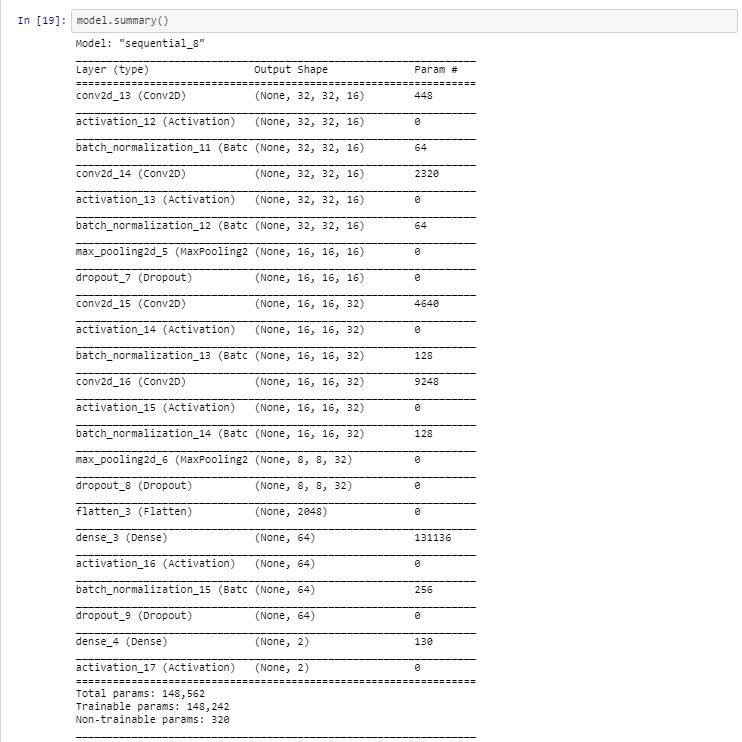 In [19]: model.summary()
Model: "sequential_8"
Layer (type) Output Shape Param #
conv2d_13 (Conv2D) (None, 32, 32, 16) 448
activation_12 (Activation) (None, 32, 32, 16) 0
batch_normalization_11 (Batc (None, 32, 32, 16) 64
conv2d_14 (Conv2D) (None, 32, 32, 16) 2320
activation_13 (Activation) (None, 32, 32, 16) 0
batch_normalization_12 (Batc (None, 32, 32, 16) 64
max_pooling2d_5 (MaxPooling2 (None, 16, 16, 16) 0
dropout_7 (Dropout) (None, 16, 16, 16) 0
conv2d_15 (Conv2D) (None, 16, 16, 32) 4640
activation_14 (Activation) (None, 16, 16, 32) 0
batch_normalization_13 (Batc (None, 16, 16, 32) 128
conv2d_16 (Conv2D) (None, 16, 16, 32) 9248
activation_15 (Activation) (None, 16, 16, 32) 0
batch_normalization_14 (Batc (None, 16, 16, 32) 128
max_pooling2d_6 (MaxPooling2 (None, 8, 8, 32) 0
dropout_8 (Dropout) (None, 8, 8, 32) 0
flatten_3 (Flatten) (None, 2048) 0
dense_3 (Dense) (None, 64) 131136
activation_16 (Activation) (None, 64) 0
batch_normalization_15 (Batc (None, 64) 256
dropout_9 (Dropout) (None, 64) 0
dense_4 (Dense) (None, 2) 130
activation_17 (Activation) (None, 2) 0
Total params: 148,562
Trainable params: 148,242
Non-trainable params: 320